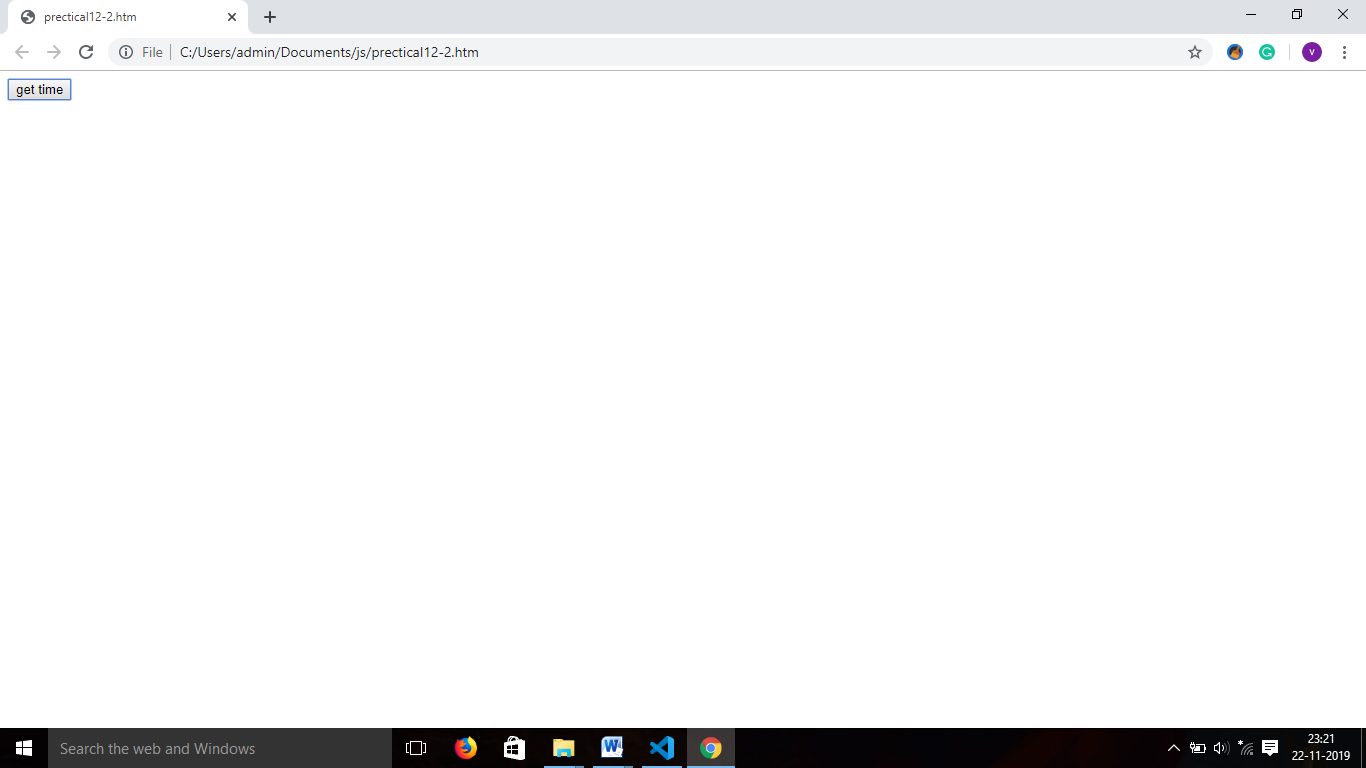 prectical12-2.htm
File C:/Users/admin/Documents/js/prectical12-2.htm
v
get time
Search the web and Windows
W
23:21
22-11-2019